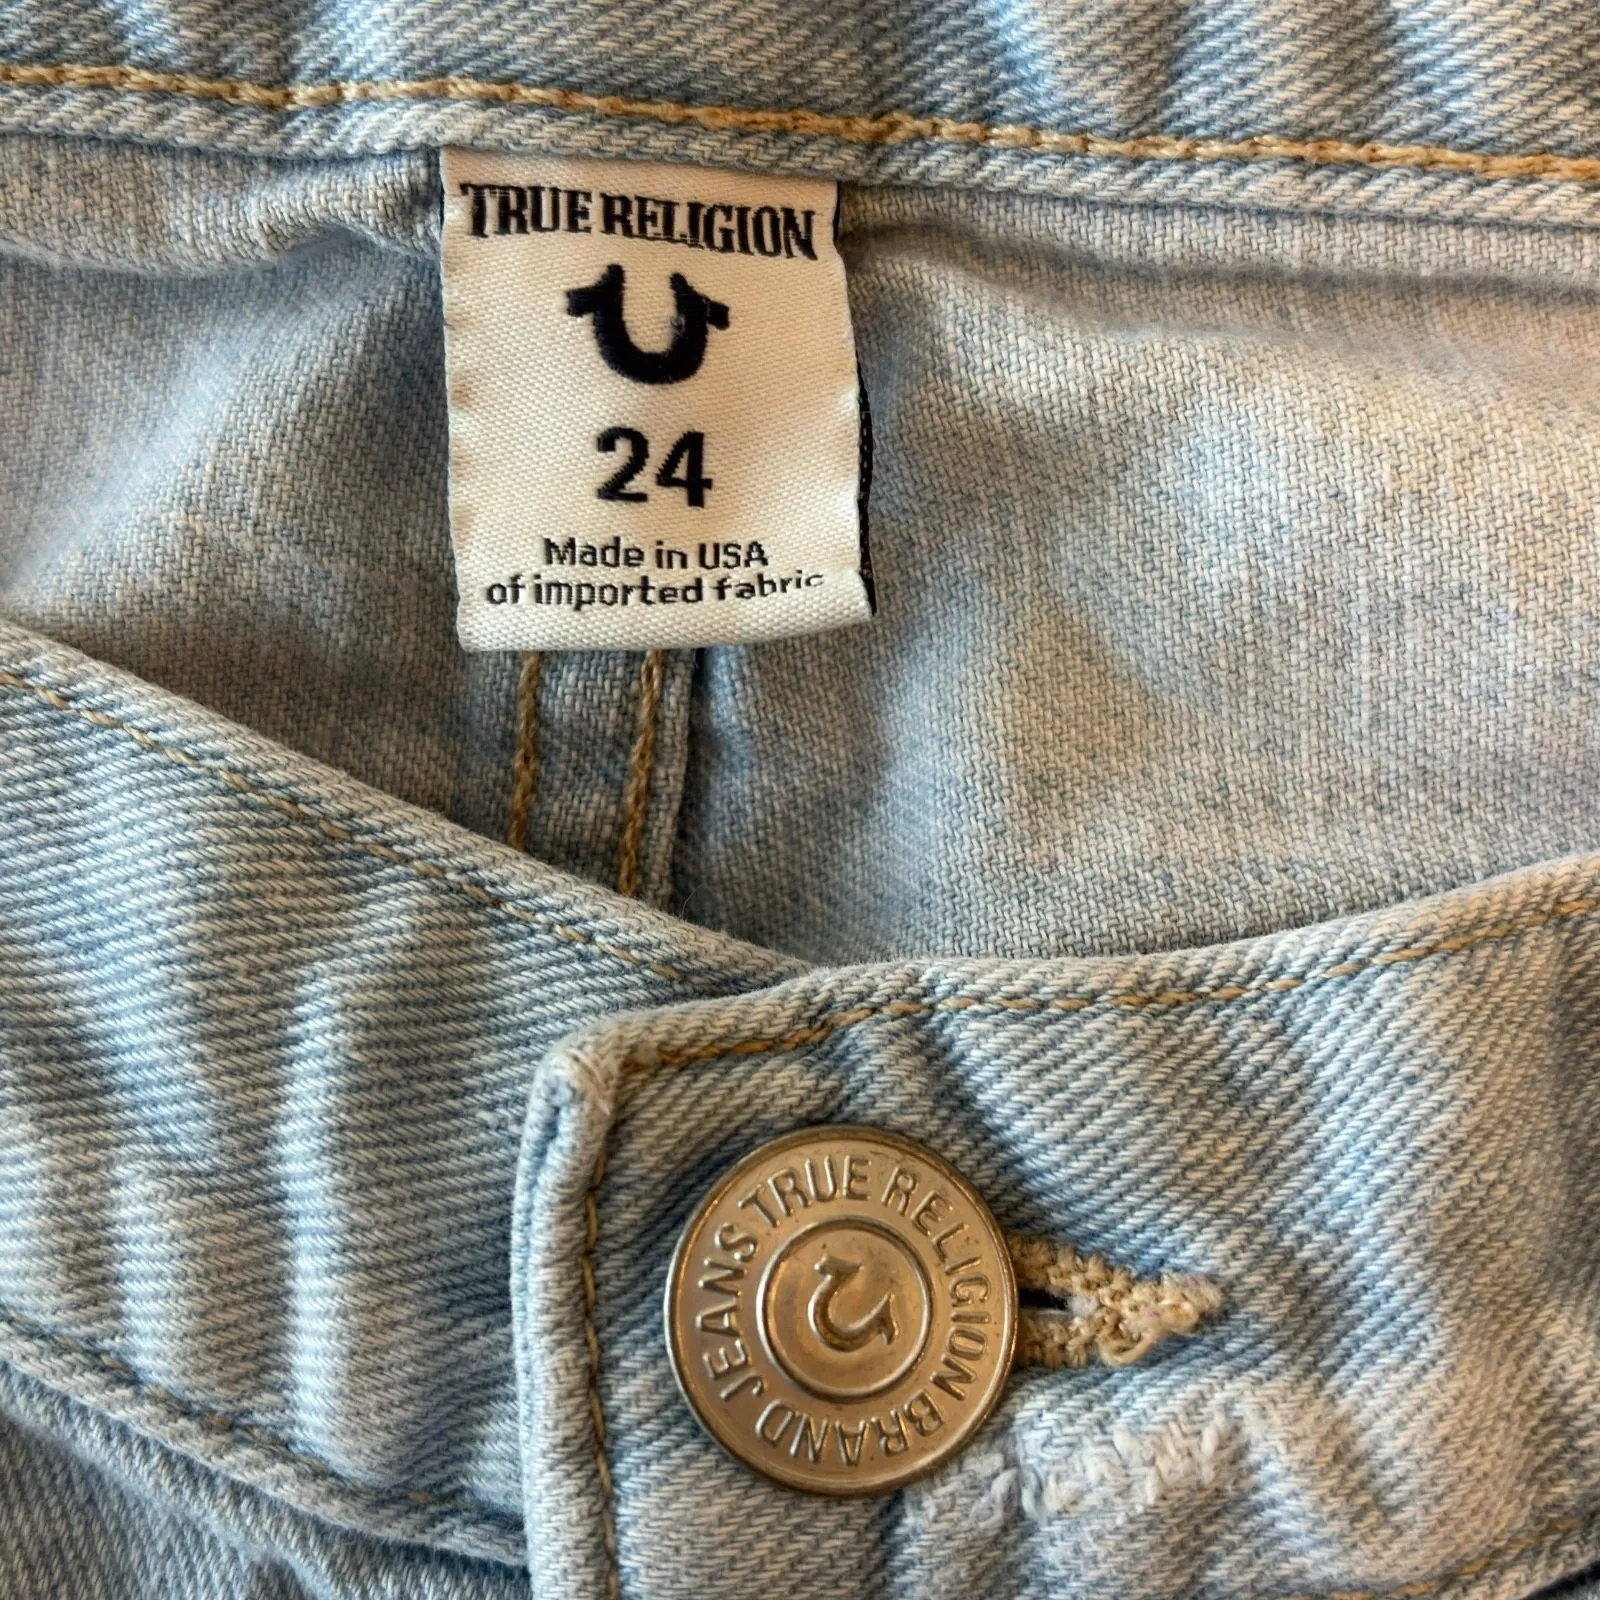 TRUE RELIGION
24
Made in USA
of imported fabric
TRUE RELIGION BRAND JEANS